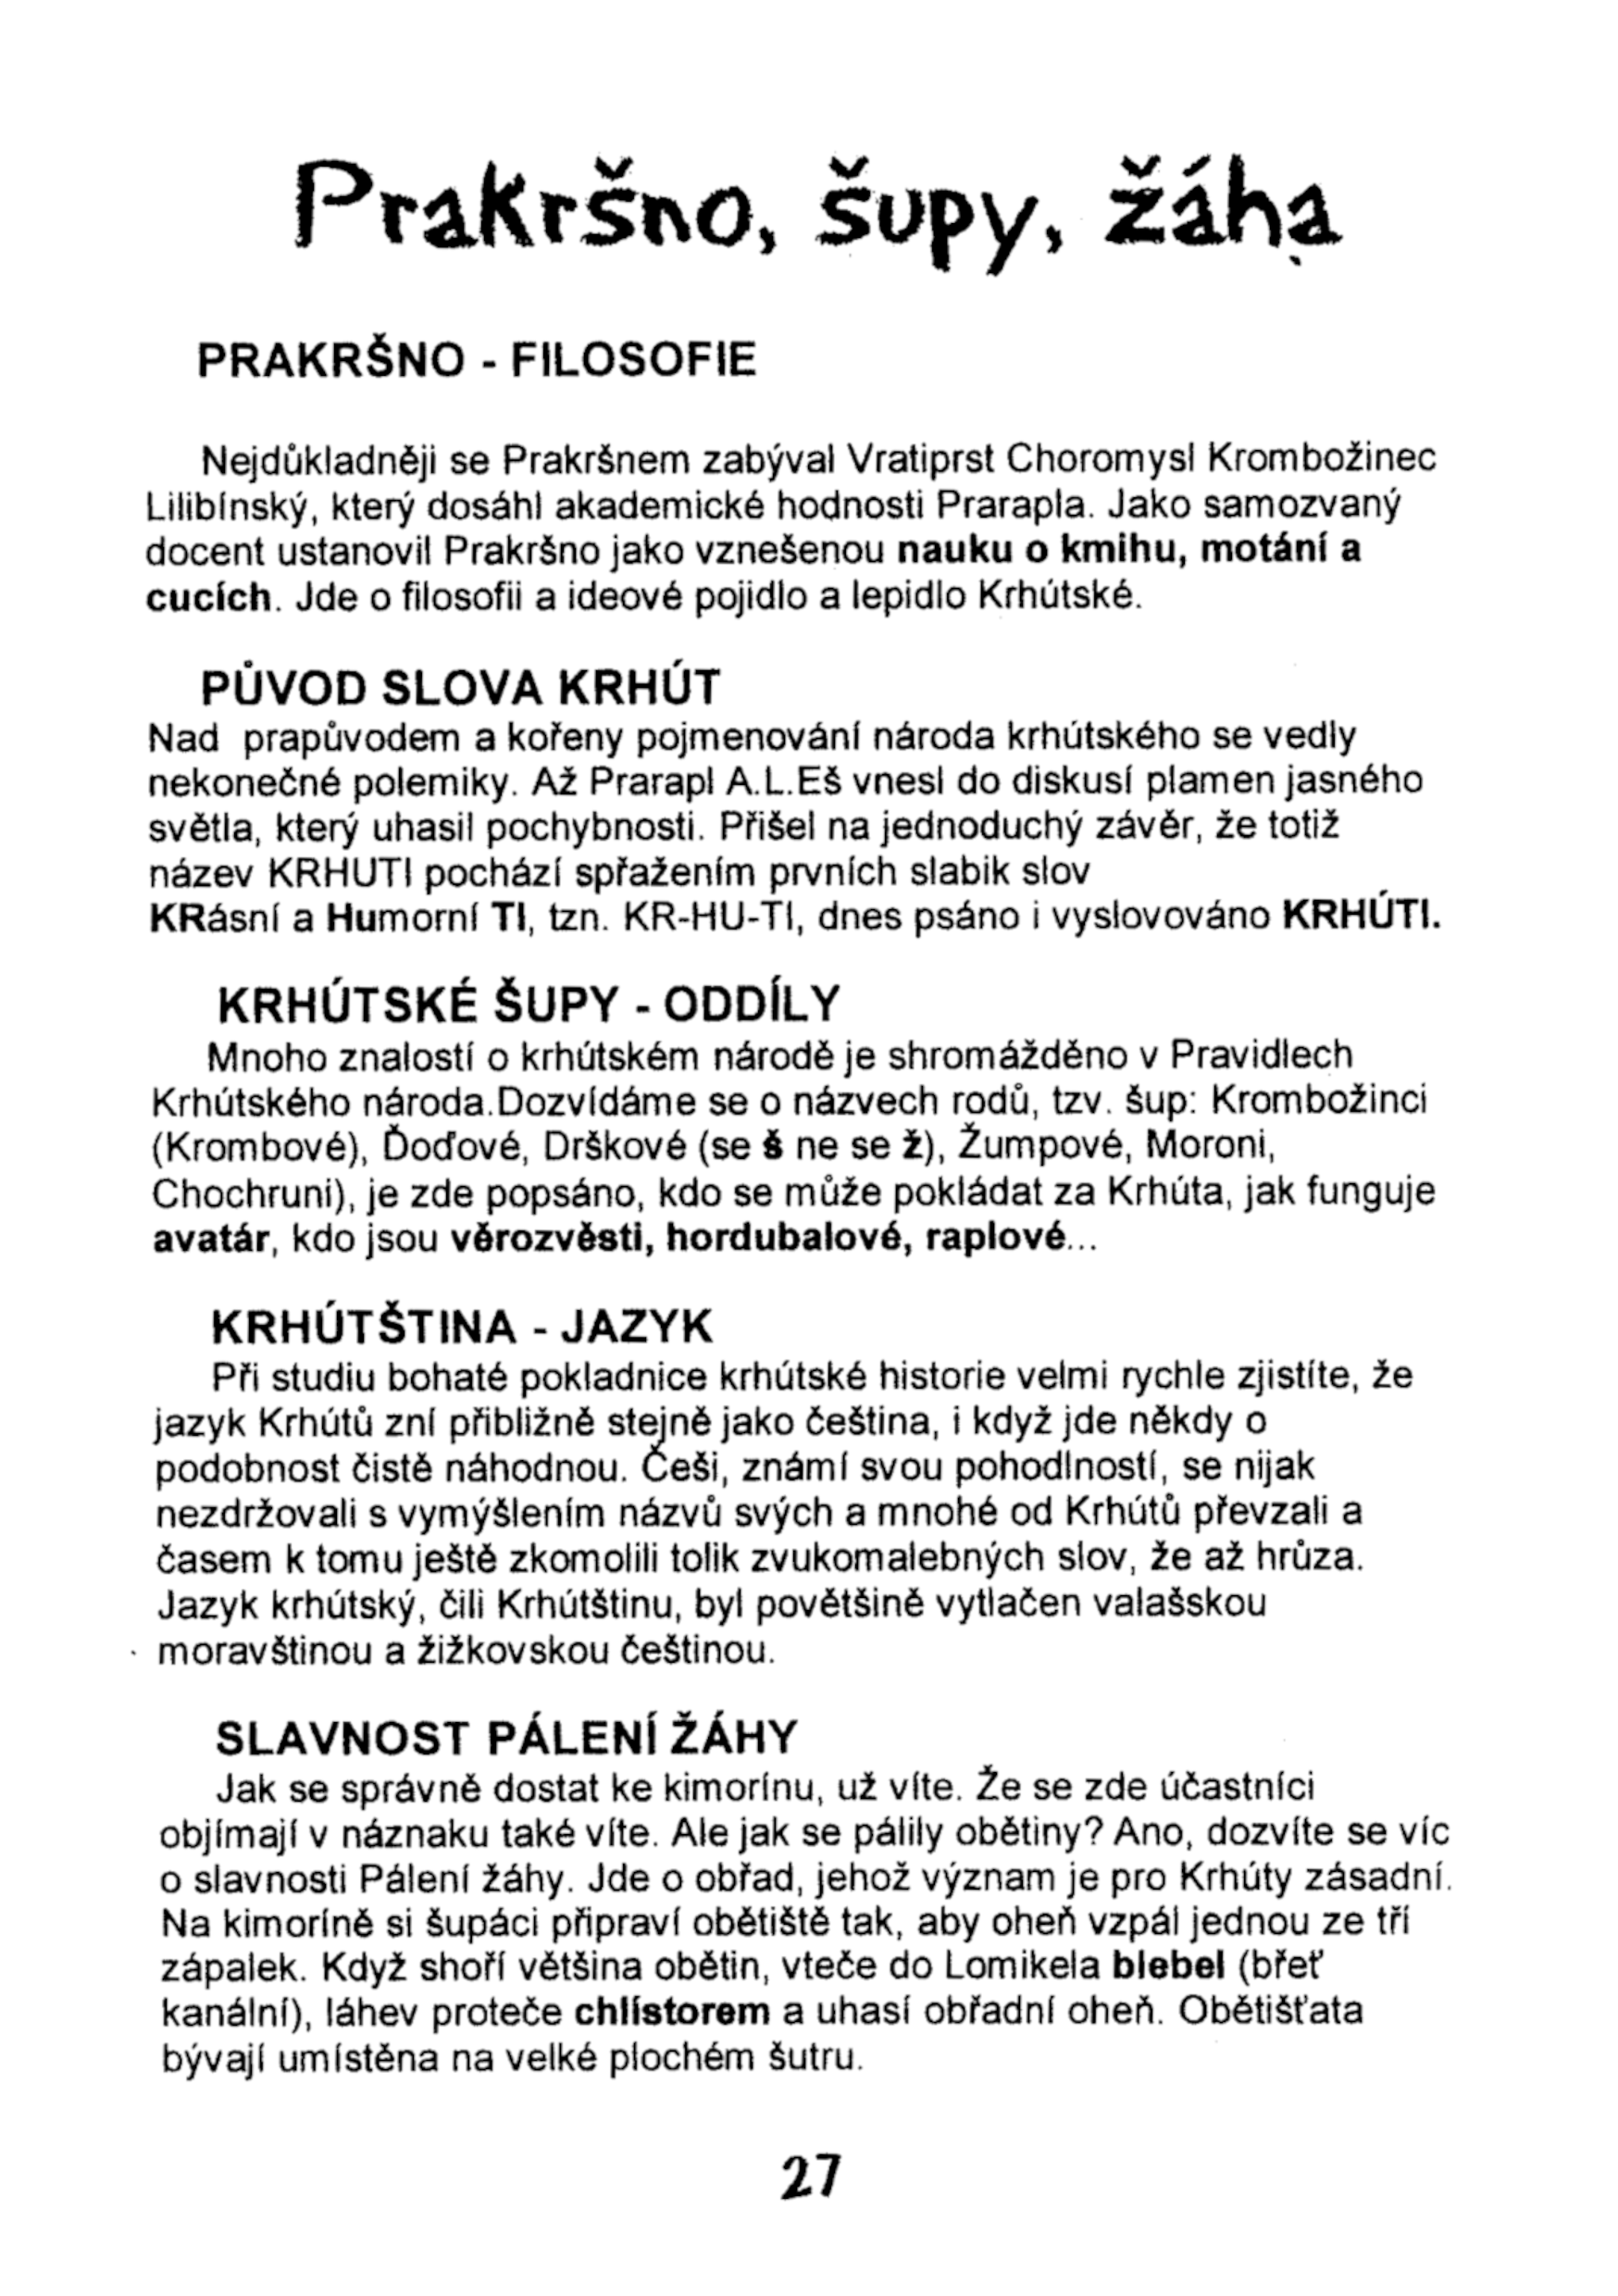 Prakršno, šupy, žáha
PRAKRŠNO - FILOSOFIE
Nejdůkladněji se Prakršnem zabýval Vratiprst Choromysl Krombožinec
Lilibínský, který dosáhl akademické hodnosti Prarapla. Jako samozvaný
docent ustanovil Prakršno jako vznešenou nauku o kmihu, motání a
cucích. Jde o filosofii a ideové pojidlo a lepidlo Krhútské.
PŮVOD SLOVA KRHÚT
Nad prapůvodem a kořeny pojmenování národa krhútského se vedly
nekonečné polemiky. Až Prarapl A.L.Eš vnesl do diskusí plamen jasného
světla, který uhasil pochybnosti. Přišel na jednoduchý závěr, že totiž
název KRHUTI pochází spřažením prvních slabik slov
KRásní a Humorní TI, tzn. KR-HU-TI, dnes psáno i vyslovováno KRHÚTI.
KRHÚTSKÉ ŠUPY - ODDÍLY
Mnoho znalostí o krhútském národě je shromážděno v Pravidlech
Krhútského národa.Dozvídáme se o názvech rodů, tzv. šup: Krombožinci
(Krombové), Ďoďové, Drškové (se š ne se ž), Žumpové, Moroni,
Chochruni), je zde popsáno, kdo se může pokládat za Krhúta, jak funguje
avatár, kdo jsou věrozvěsti, hordubalové, raplové...
KRHÚTŠTINA - JAZYK
Při studiu bohaté pokladnice krhútské historie velmi rychle zjistíte, že
jazyk Krhútů zní přibližně stejně jako čeština, i když jde někdy o
podobnost čistě náhodnou. Češi, známí svou pohodlností, se nijak
nezdržovali s vymýšlením názvů svých a mnohé od Krhútů převzali a
časem k tomu ještě zkomolili tolik zvukomalebných slov, že až hrůza.
Jazyk krhútský, čili Krhútštinu, byl povětšině vytlačen valašskou
moravštinou a žižkovskou češtinou.
SLAVNOST PÁLENÍ ŽÁHY
Jak se správně dostat ke kimorínu, už víte. Že se zde účastníci
objímají v náznaku také víte. Ale jak se pálily obětiny? Ano, dozvíte se víc
o slavnosti Pálení žáhy. Jde o obřad, jehož význam je pro Krhúty zásadní.
Na kimoríně si šupáci připraví obětiště tak, aby oheň vzpál jednou ze tří
zápalek. Když shoří většina obětin, vteče do Lomikela blebel (břeť
kanální), láhev proteče chlístorem a uhasí obřadní oheň. Obětišťata
bývají umístěna na velké plochém šutru.
27